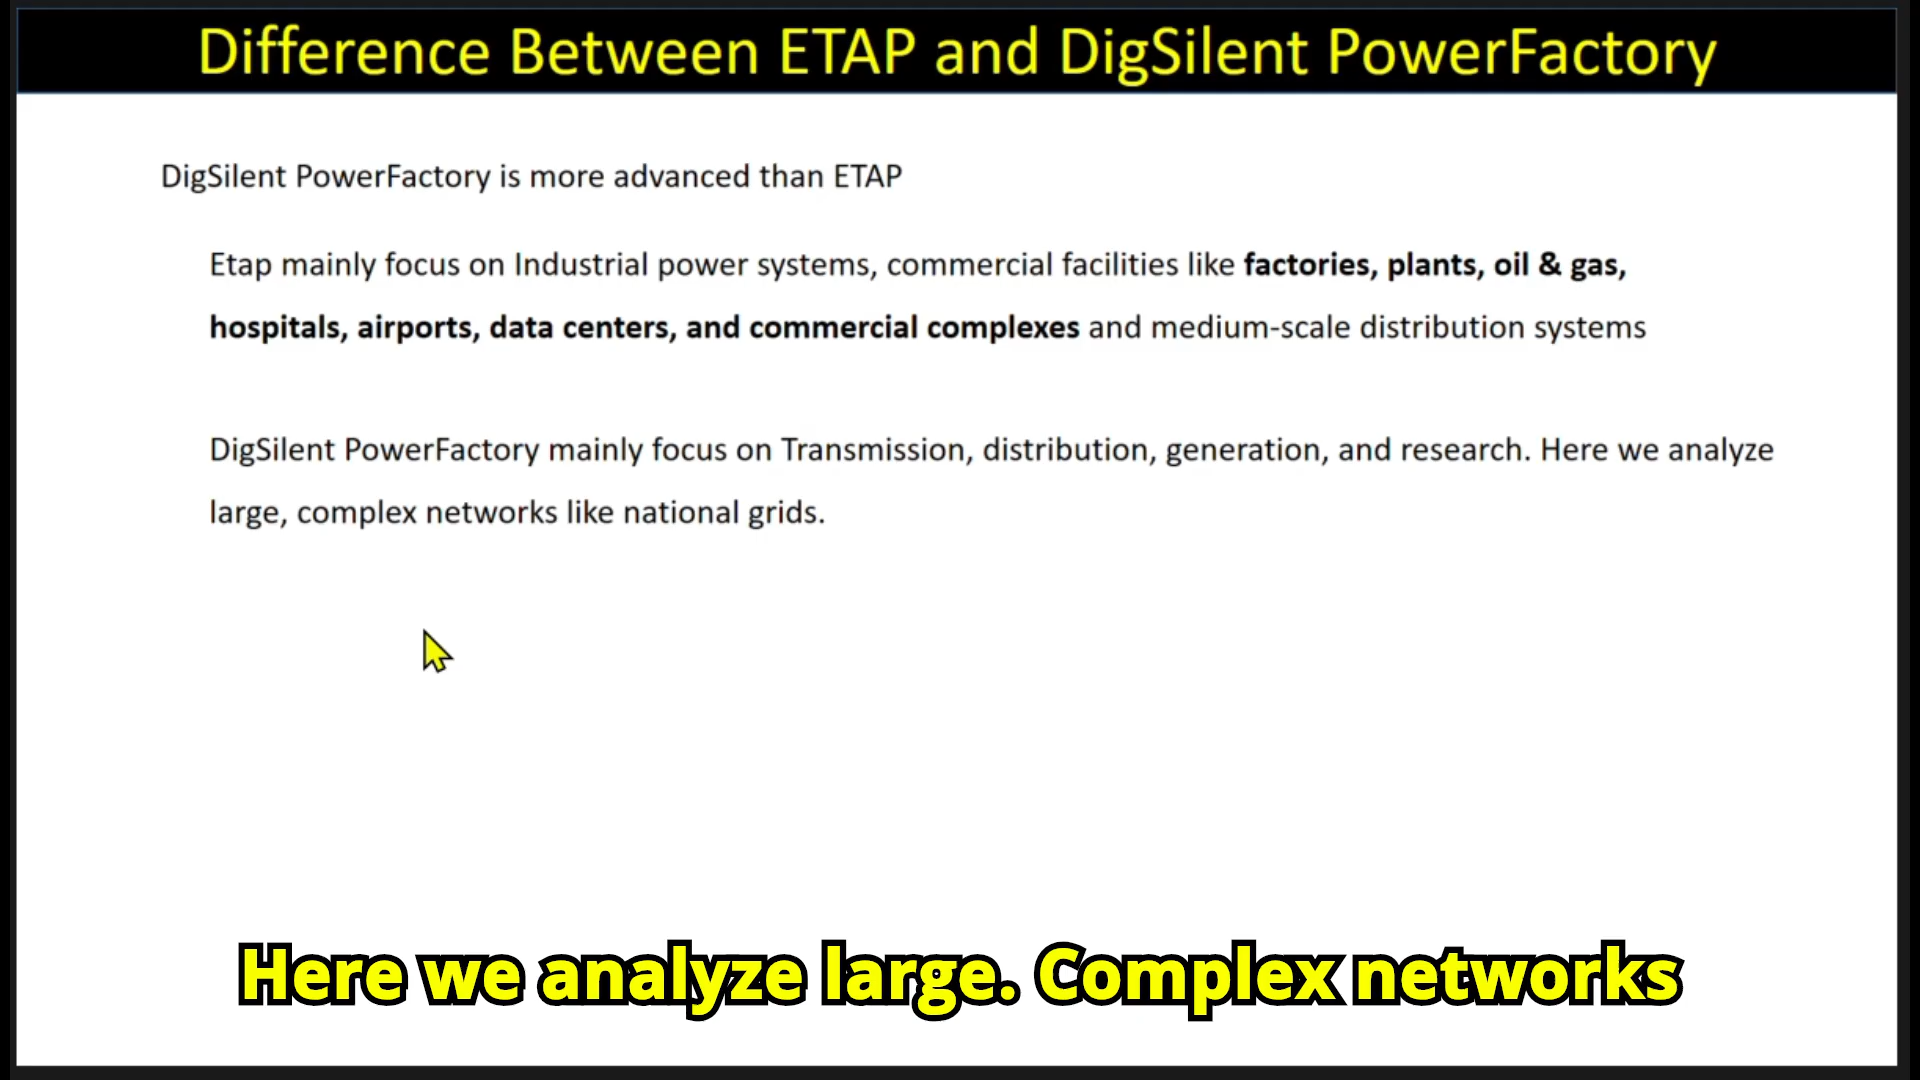 Difference Between ETAP and DigSilent PowerFactory
DigSilent PowerFactory is more advanced than ETAP
Etap mainly focus on Industrial power systems, commercial facilities like factories, plants, oil & gas,
hospitals, airports, data centers, and commercial complexes and medium-scale distribution systems
DigSilent PowerFactory mainly focus on Transmission, distribution, generation, and research. Here we analyze
large, complex networks like national grids.
Here we analyze large. Complex networks